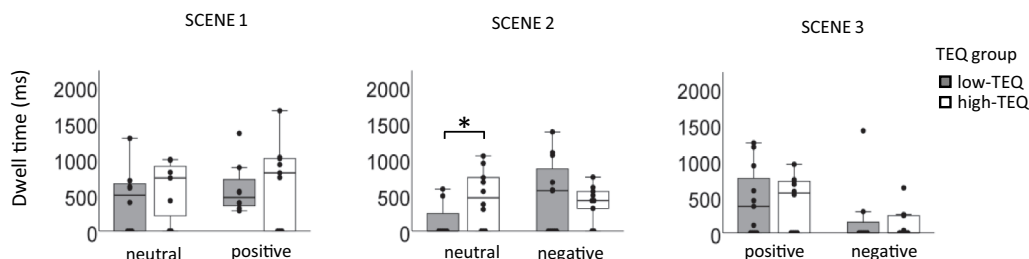 SCENE 1
SCENE 2
SCENE 3
TEQ group
low-TEQ
high-TEQ
Dwell time (ms)
2000
1500
1000
500
0
neutral
positive
2000
1500
1000
500
0
*
neutral
negative
2000
1500
1000
500
0
positive
negative